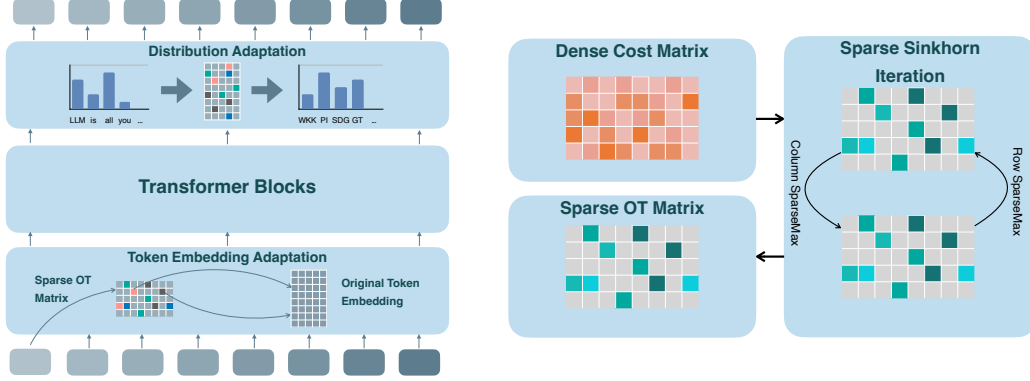 Distribution Adaptation
LLM is all you ...
WKK PI SDG GT ..
Transformer Blocks
Token Embedding Adaptation
Sparse OT
Matrix
Original Token
Embedding
Dense Cost Matrix
Sparse OT Matrix
Sparse Sinkhorn
Iteration
Column SparseMax
Row SparseMax